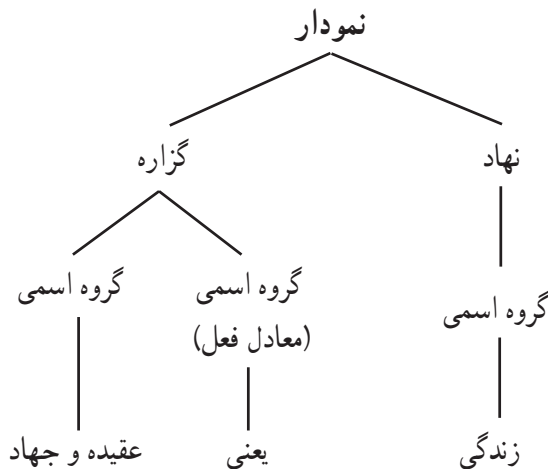 نمودار
نهاد
گزاره
گروه اسمی
گروه اسمی
(معادل فعل)
گروه اسمی
زندگی
یعنی
عقیده و جهاد